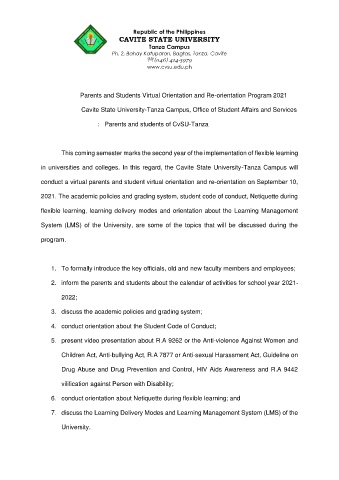 Republic of the Philippines
CAVITE STATE UNIVERSITY
Tanza Campus
Ph. 2, Bahay Katuparan, Bagtas, Tanza, Cavite
☎(046) 414-3979
www.cvsu.edu.ph
Parents and Students Virtual Orientation and Re-orientation Program 2021
Cavite State University-Tanza Campus, Office of Student Affairs and Services
: Parents and students of CvSU-Tanza
This coming semester marks the second year of the implementation of flexible learning
in universities and colleges. In this regard, the Cavite State University-Tanza Campus will
conduct a virtual parents and student virtual orientation and re-orientation on September 10,
2021. The academic policies and grading system, student code of conduct, Netiquette during
flexible learning, learning delivery modes and orientation about the Learning Management
System (LMS) of the University, are some of the topics that will be discussed during the
program.
1. To formally introduce the key officials, old and new faculty members and employees;
2. inform the parents and students about the calendar of activities for school year 2021-
2022;
3. discuss the academic policies and grading system;
4. conduct orientation about the Student Code of Conduct;
5. present video presentation about R.A 9262 or the Anti-violence Against Women and
Children Act, Anti-bullying Act, R.A 7877 or Anti-sexual Harassment Act, Guideline on
Drug Abuse and Drug Prevention and Control, HIV Aids Awareness and R.A 9442
vilification against Person with Disability;
6. conduct orientation about Netiquette during flexible learning; and
7. discuss the Learning Delivery Modes and Learning Management System (LMS) of the
University.